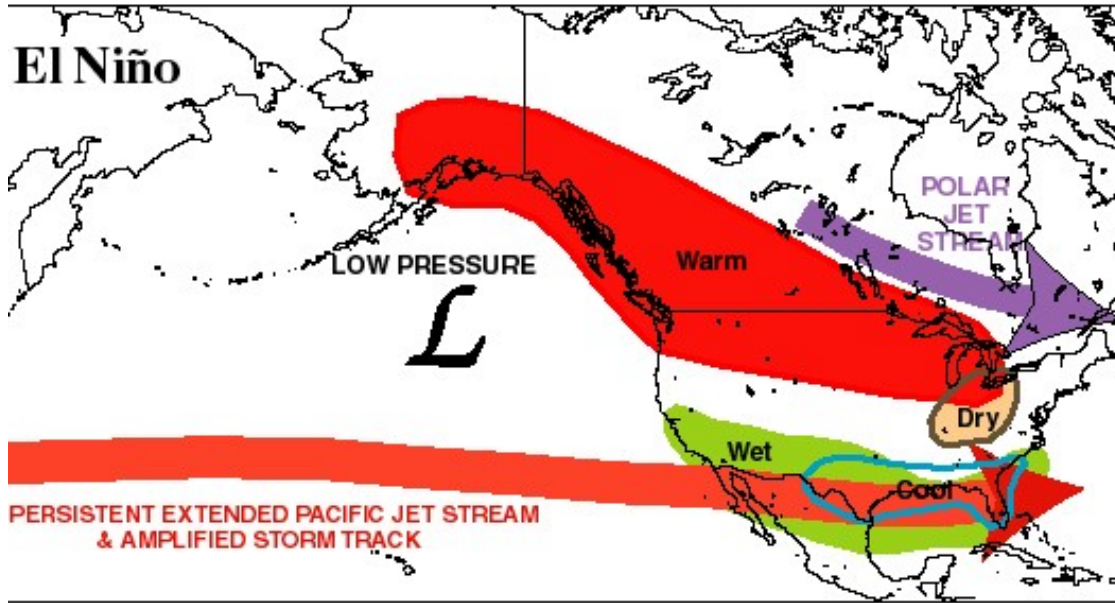 El Niño
POLAR
JET
STREAM
LOW PRESSURE
Warm
L
Dry
Wet
Cool
PERSISTENT EXTENDED PACIFIC JET STREAM
& AMPLIFIED STORM TRACK